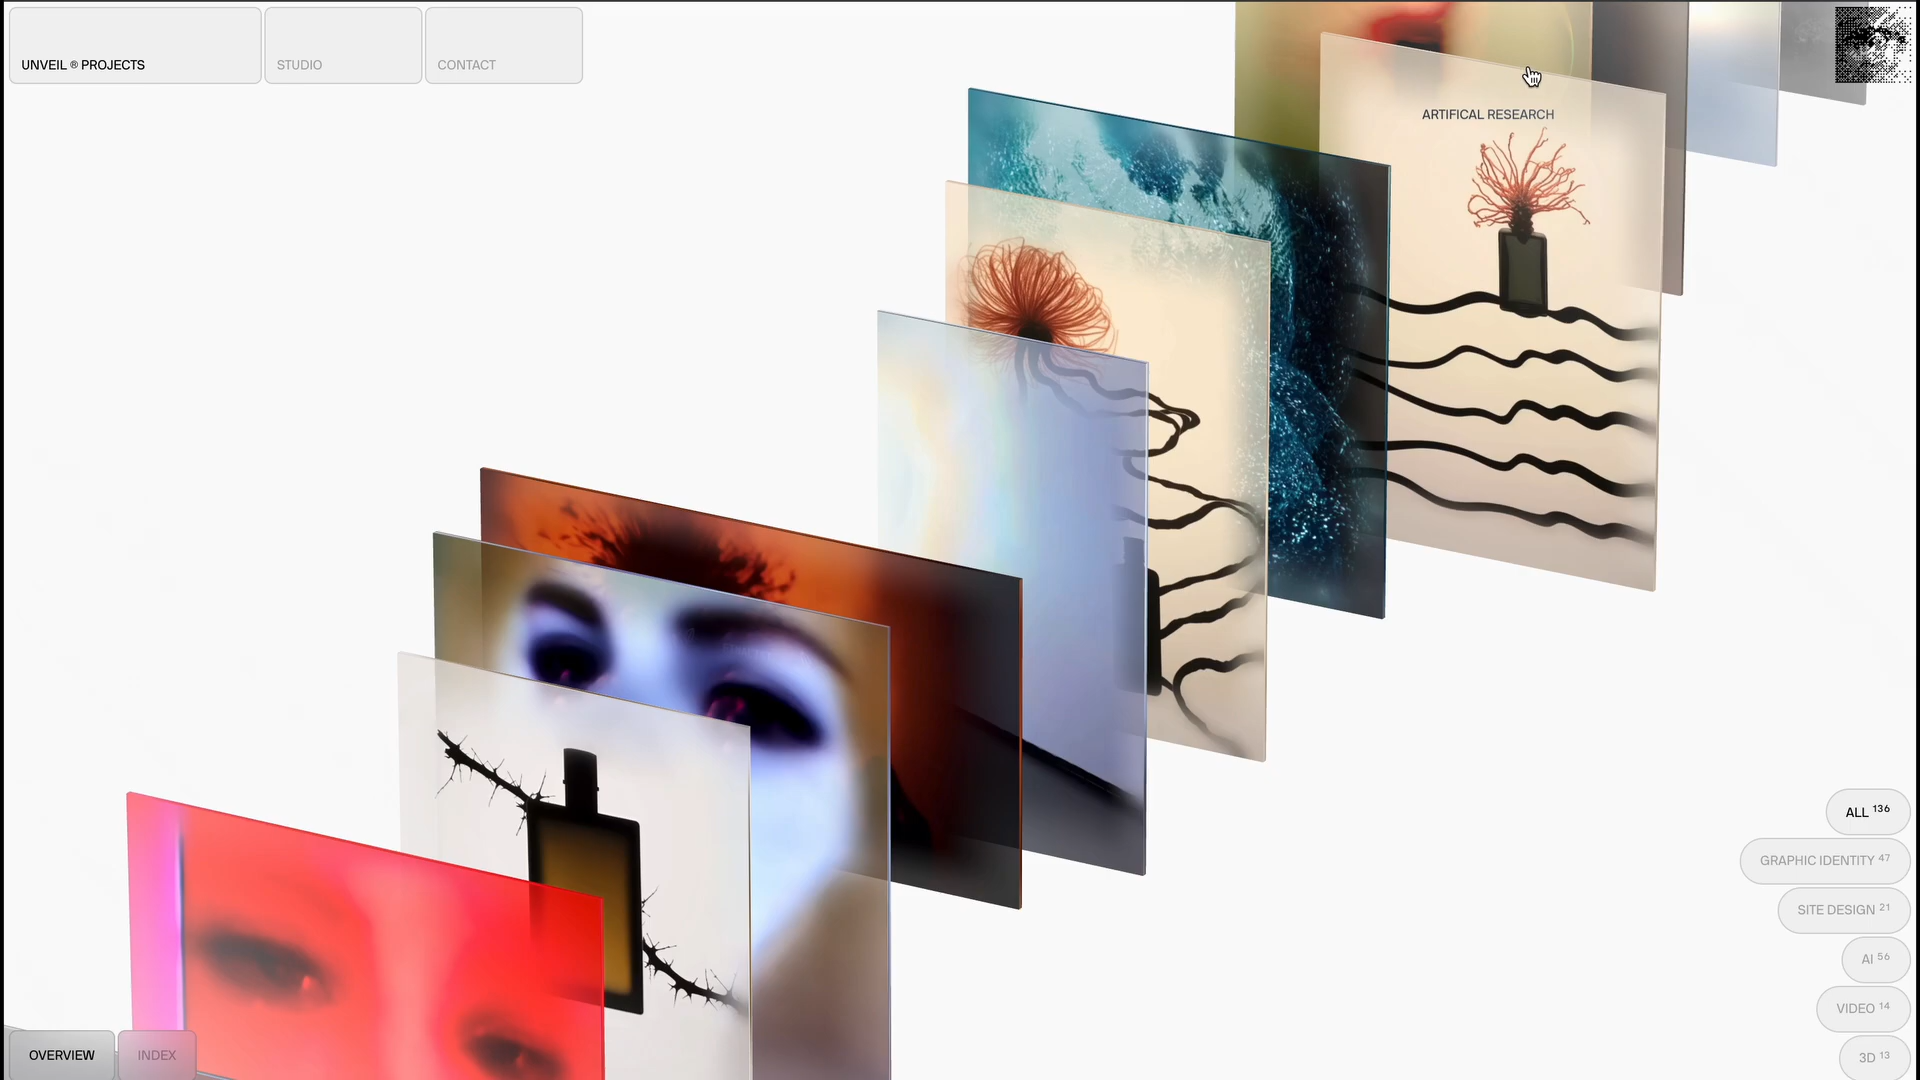 UNVEIL ® PROJECTS
STUDIO
CONTACT
ARTIFICAL RESEARCH
ALL 136
GRAPHIC IDENTITY 47
SITE DESIGN 21
AI 56
VIDEO 14
3D 13
OVERVIEW
INDEX